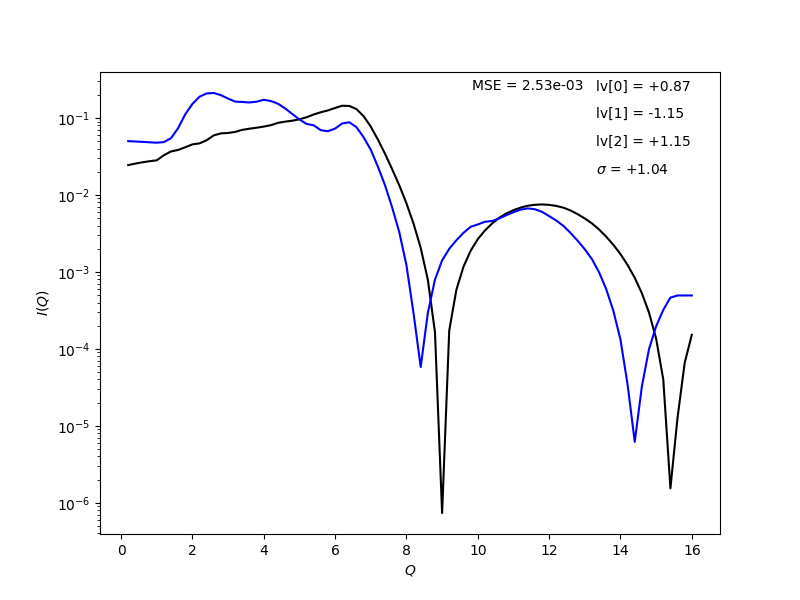 MSE = 2.53e-03 lv[0] = +0.87
lv[1] = -1.15
lv[2] = +1.15
σ = +1.04
10⁻¹
10⁻²
10⁻³
10⁻⁴
10⁻⁵
10⁻⁶
I(Q)
0 2 4 6 8 10 12 14 16
Q